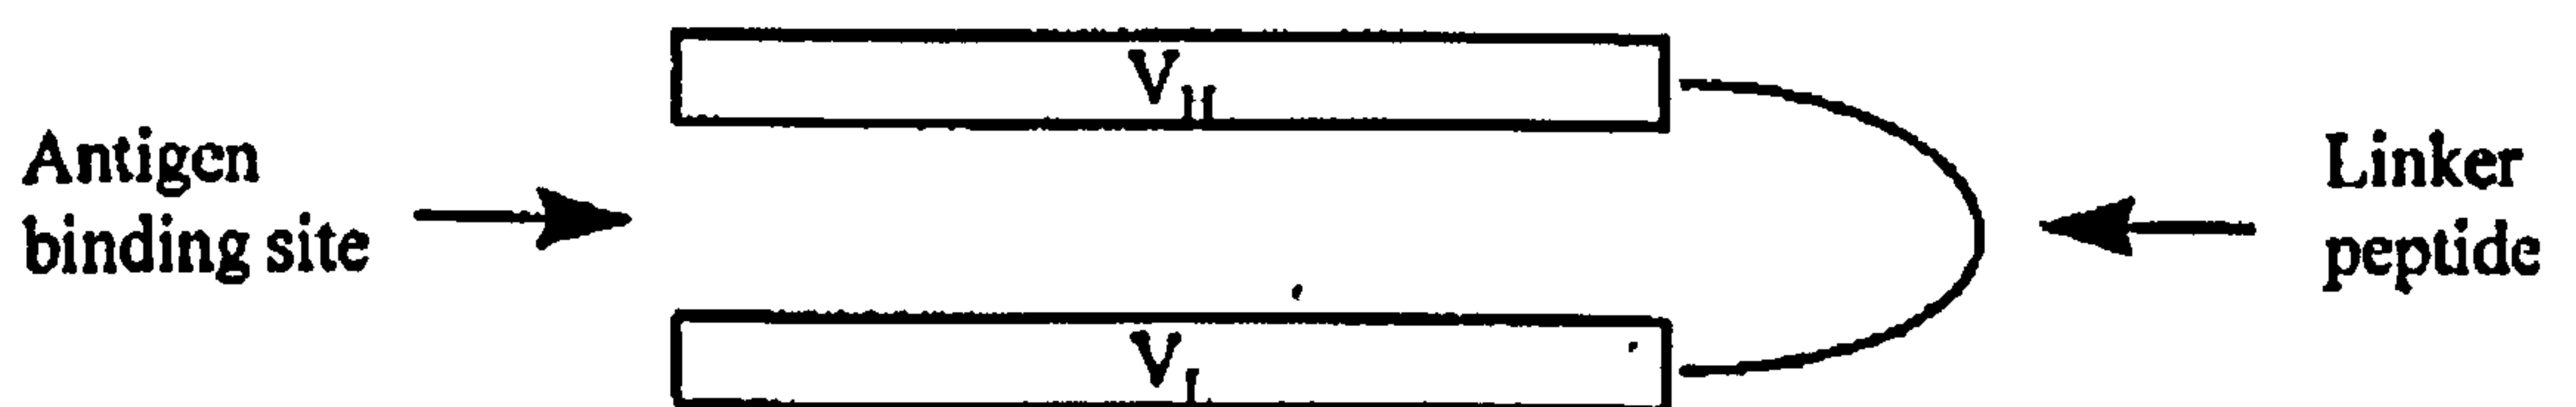 V_H
Antigen
binding site
Linker
peptide
V_L